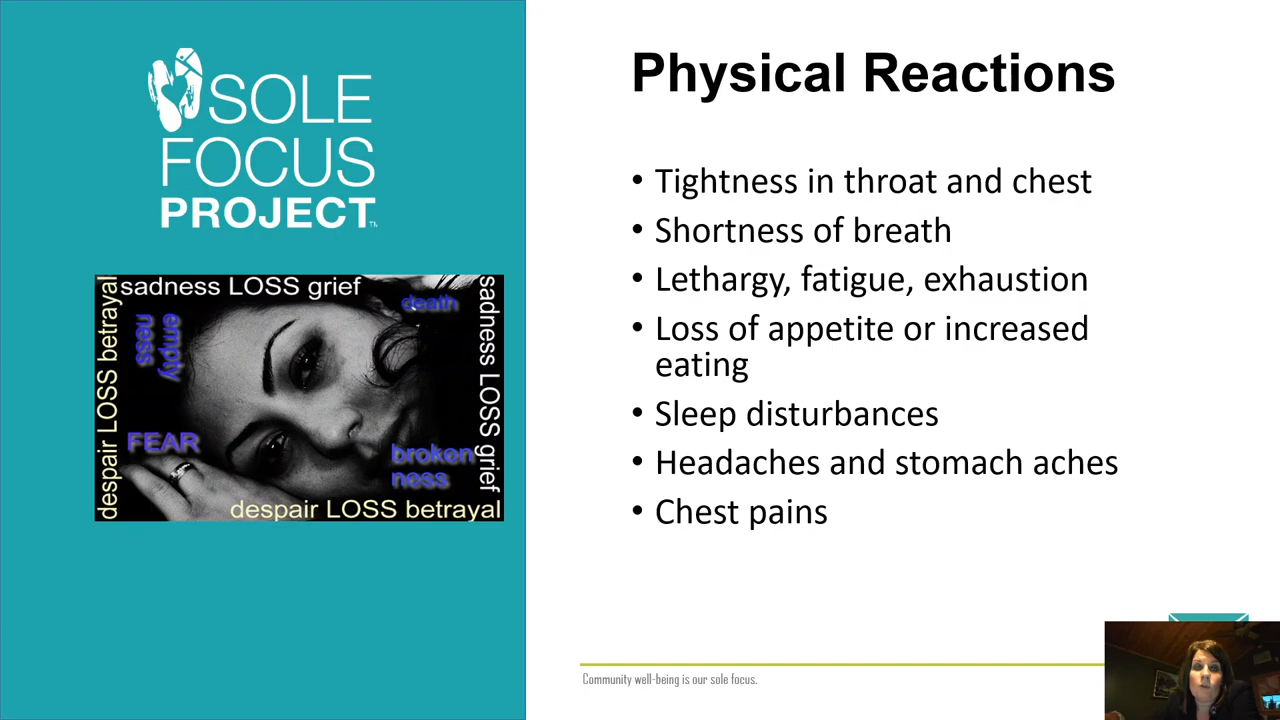 SOLE
FOCUS
PROJECT™
sadness LOSS grief
despair LOSS betrayal
empty
ness
death
sadness LOSS grief
FEAR
broken
ness
despair LOSS betrayal
Physical Reactions
• Tightness in throat and chest
• Shortness of breath
• Lethargy, fatigue, exhaustion
• Loss of appetite or increased
eating
• Sleep disturbances
• Headaches and stomach aches
• Chest pains
Community well-being is our sole focus.